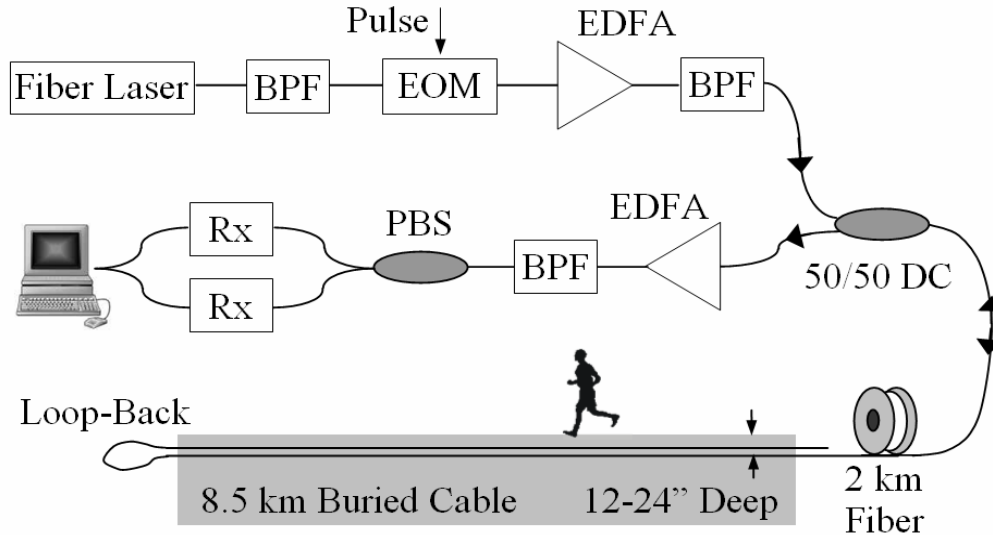 Pulse
EDFA
Fiber Laser
BPF
EOM
BPF
Rx
PBS
EDFA
Rx
BPF
50/50 DC
Loop-Back
8.5 km Buried Cable
12-24” Deep
2 km
Fiber